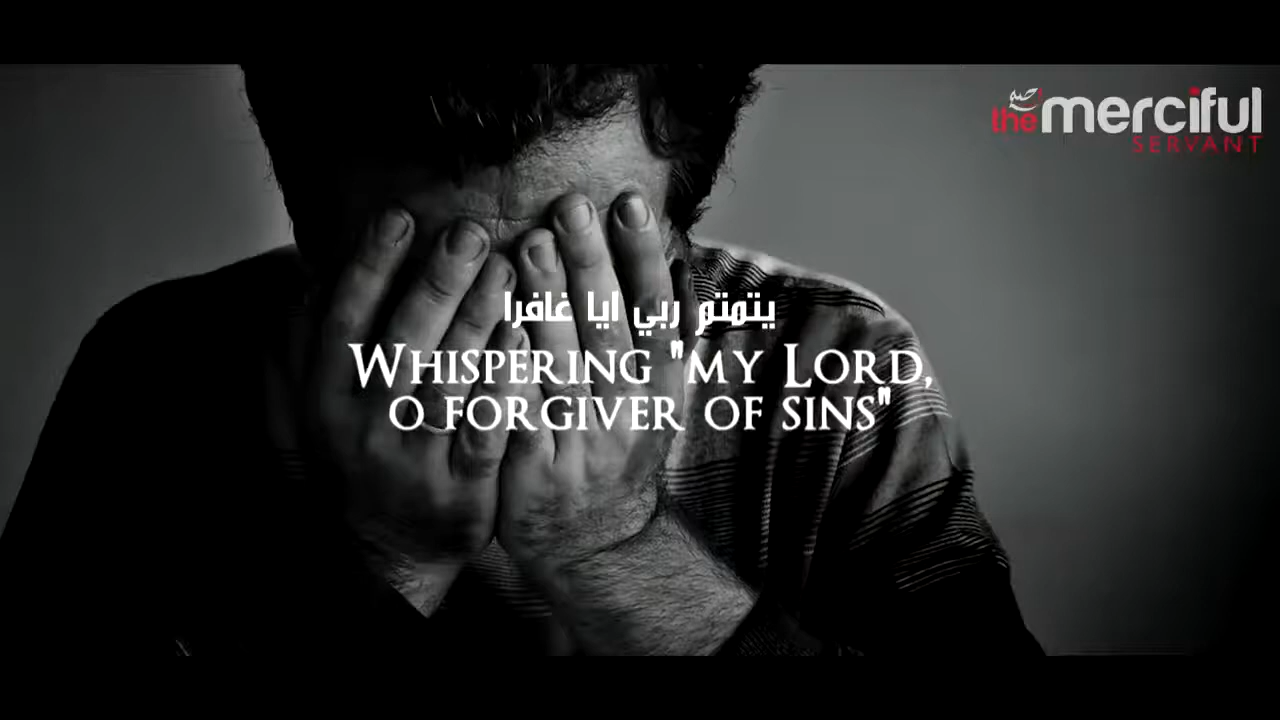 the merciful
SERVANT
يتمتم ربي ايا غافرا
WHISPERING "MY LORD,
O FORGIVER OF SINS"